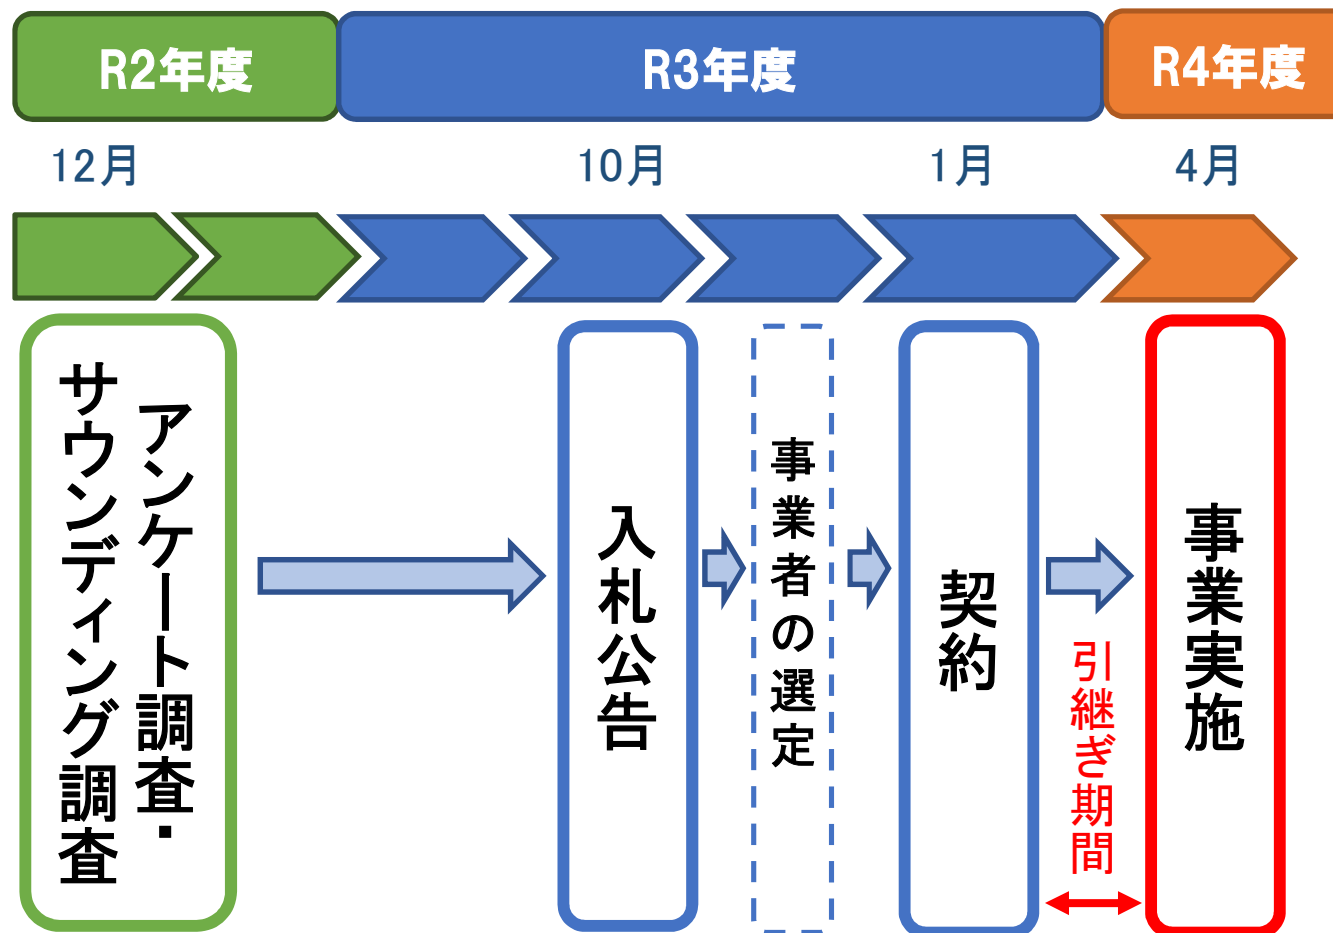 R2年度
R3年度
R4年度
12月
10月
1月
4月
アンケート調査・
サウンディング調査
入札公告
事業者の選定
契約
引継ぎ期間
事業実施